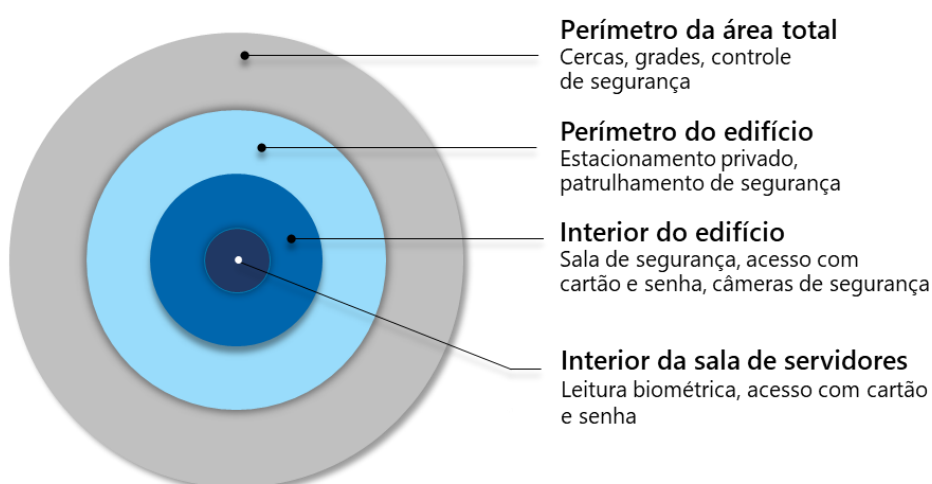 Perímetro da área total
Cercas, grades, controle
de segurança
Perímetro do edifício
Estacionamento privado,
patrulhamento de segurança
Interior do edifício
Sala de segurança, acesso com
cartão e senha, câmeras de segurança
Interior da sala de servidores
Leitura biométrica, acesso com cartão
e senha